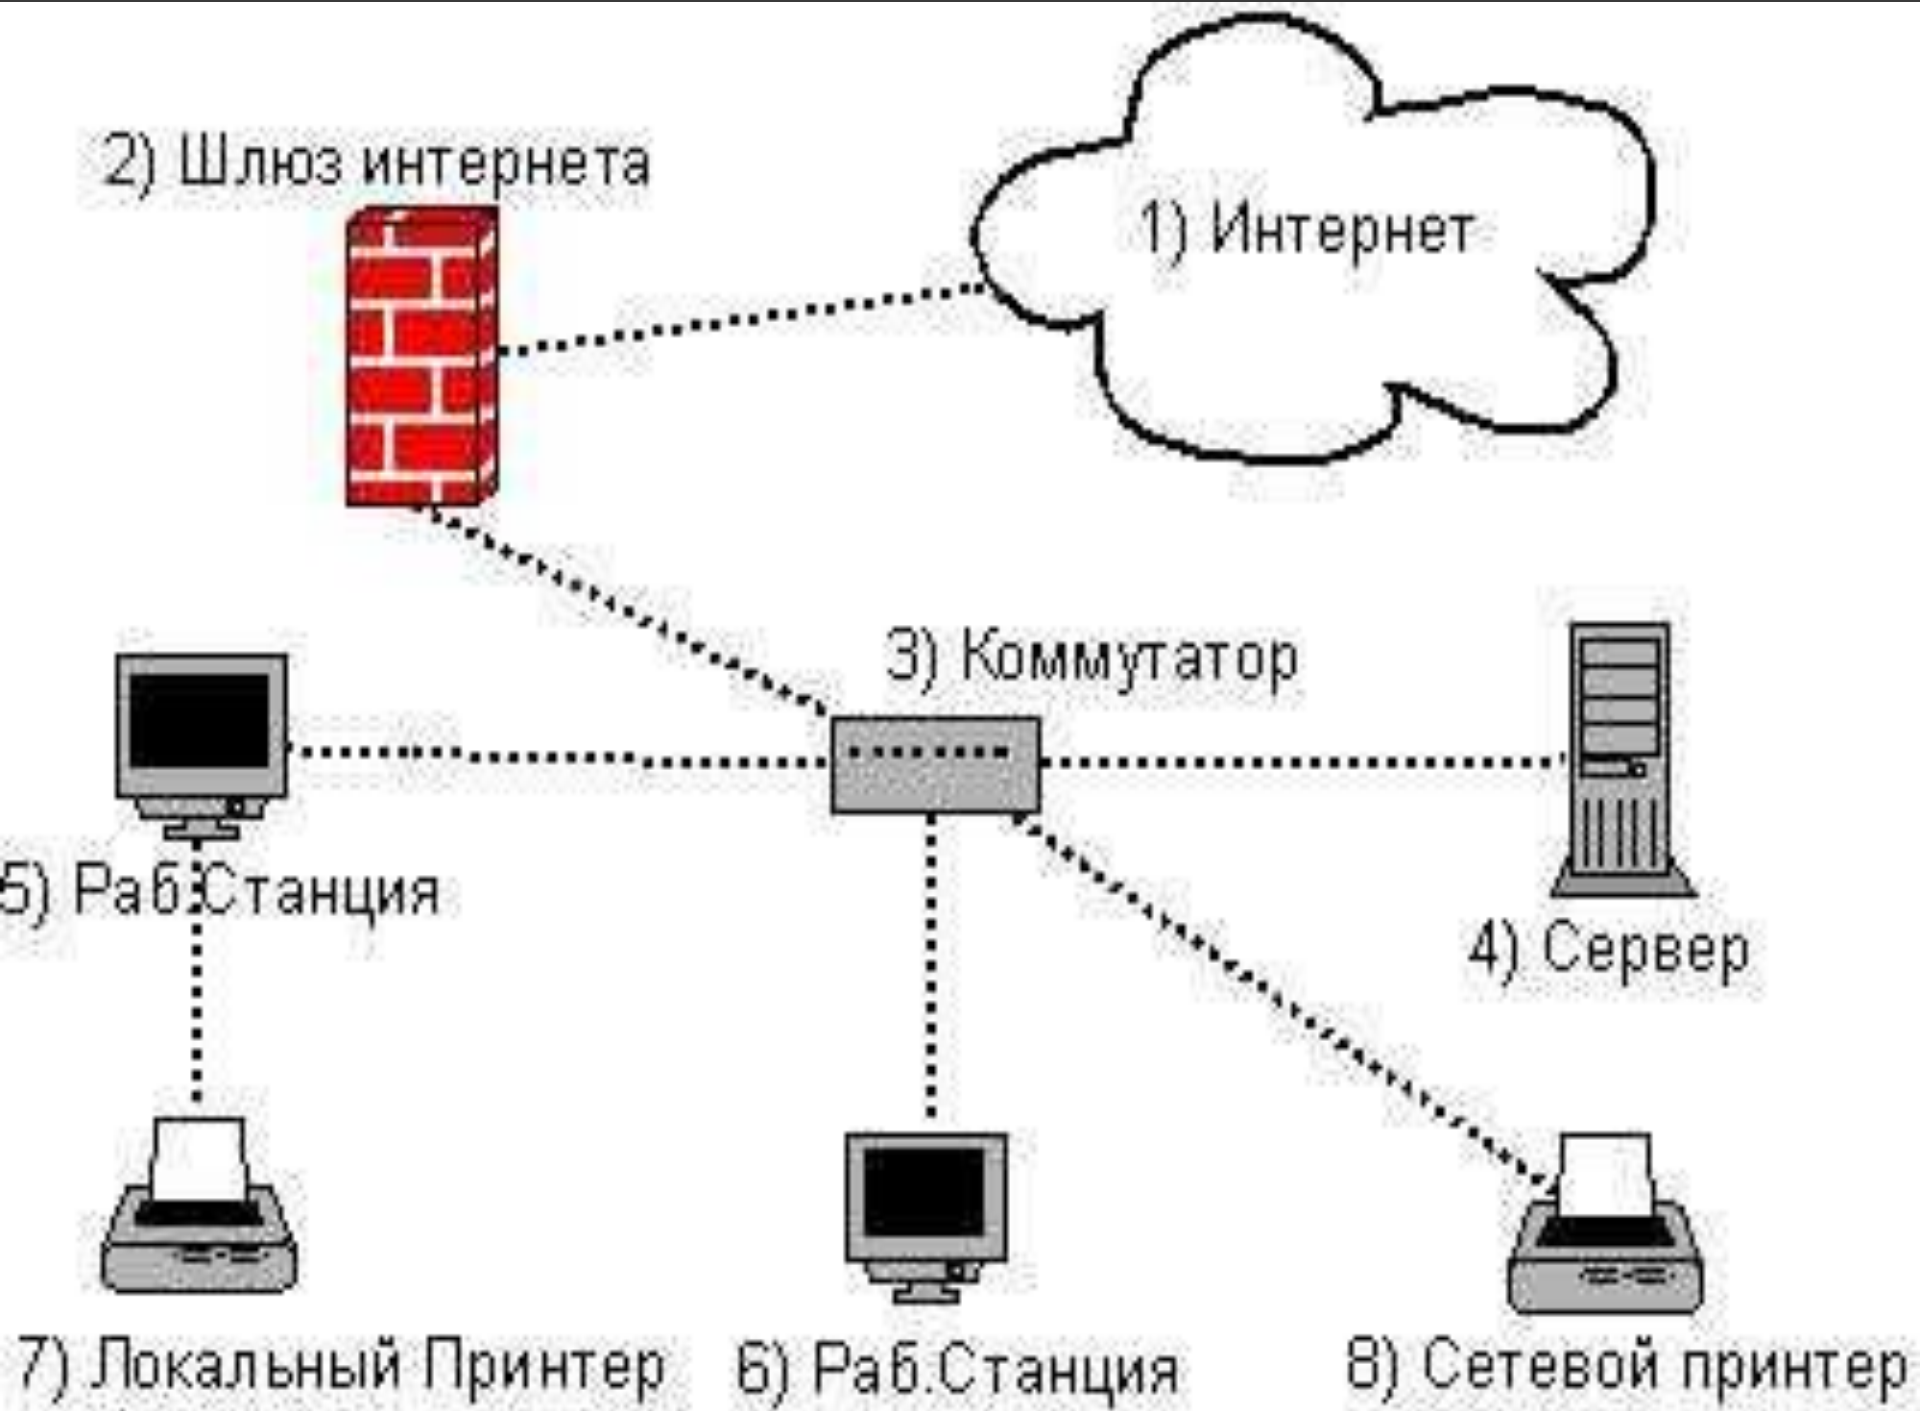 2) Шлюз интернета
1) Интернет
3) Коммутатор
5) Раб.Станция
4) Сервер
7) Локальный Принтер
6) Раб.Станция
8) Сетевой принтер